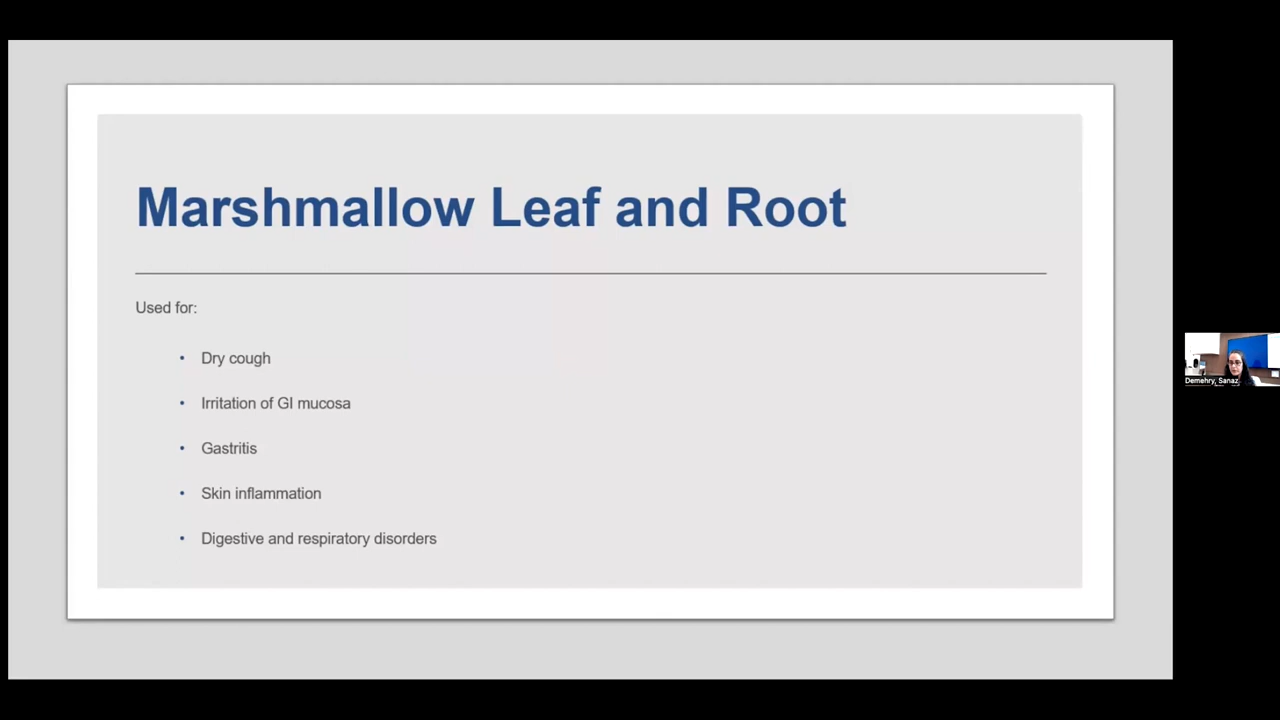 Marshmallow Leaf and Root
Used for:
• Dry cough
• Irritation of GI mucosa
• Gastritis
• Skin inflammation
• Digestive and respiratory disorders
Demehry, Sanaz